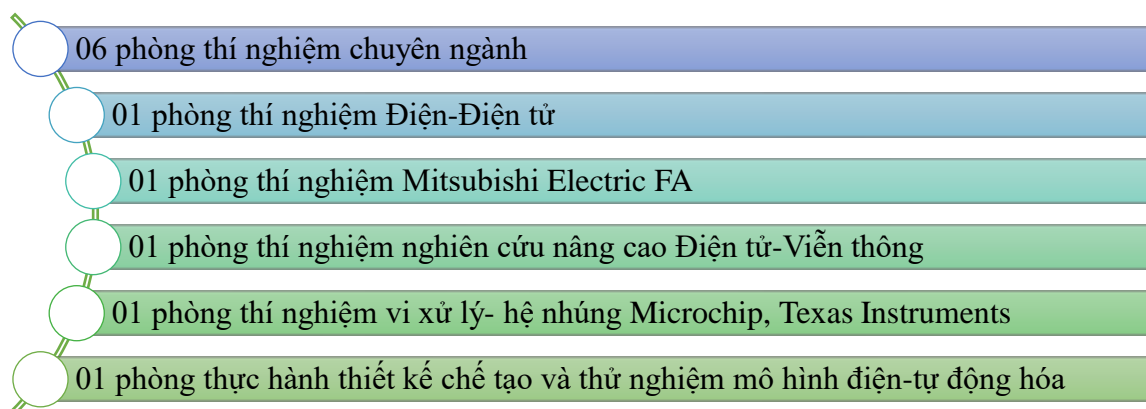 06 phòng thí nghiệm chuyên ngành
01 phòng thí nghiệm Điện-Điện tử
01 phòng thí nghiệm Mitsubishi Electric FA
01 phòng thí nghiệm nghiên cứu nâng cao Điện tử-Viễn thông
01 phòng thí nghiệm vi xử lý- hệ nhúng Microchip, Texas Instruments
01 phòng thực hành thiết kế chế tạo và thử nghiệm mô hình điện-tự động hóa